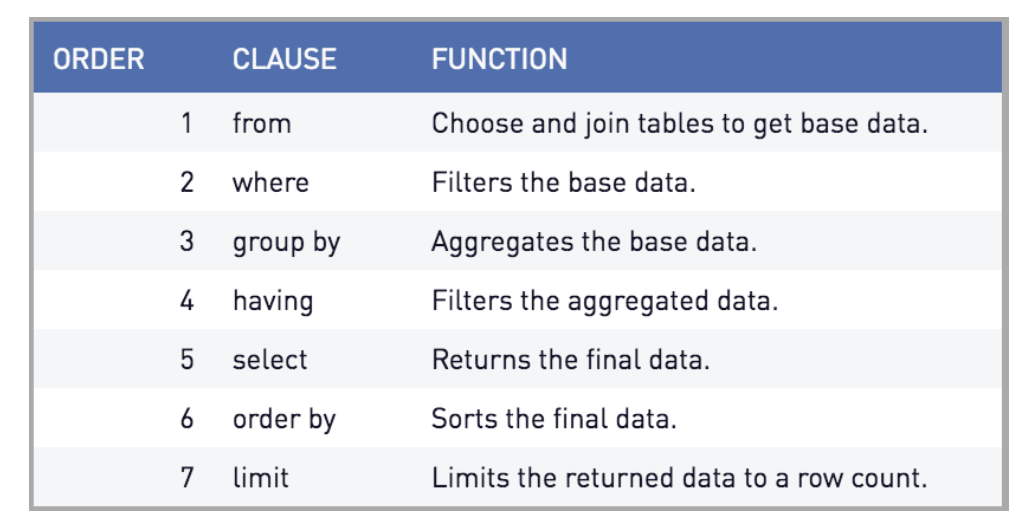 ORDER CLAUSE FUNCTION
1 from Choose and join tables to get base data.
2 where Filters the base data.
3 group by Aggregates the base data.
4 having Filters the aggregated data.
5 select Returns the final data.
6 order by Sorts the final data.
7 limit Limits the returned data to a row count.